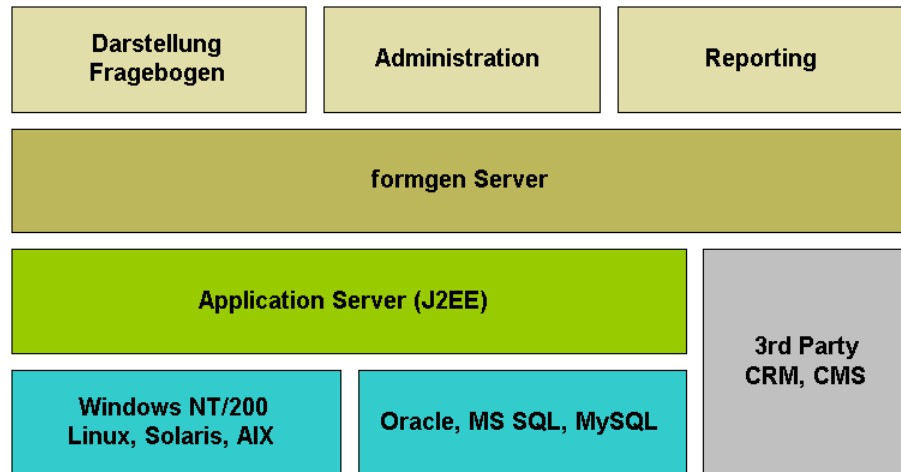 Darstellung
Fragebogen
Administration
Reporting
formgen Server
Application Server (J2EE)
3rd Party
CRM, CMS
Windows NT/200
Linux, Solaris, AIX
Oracle, MS SQL, MySQL